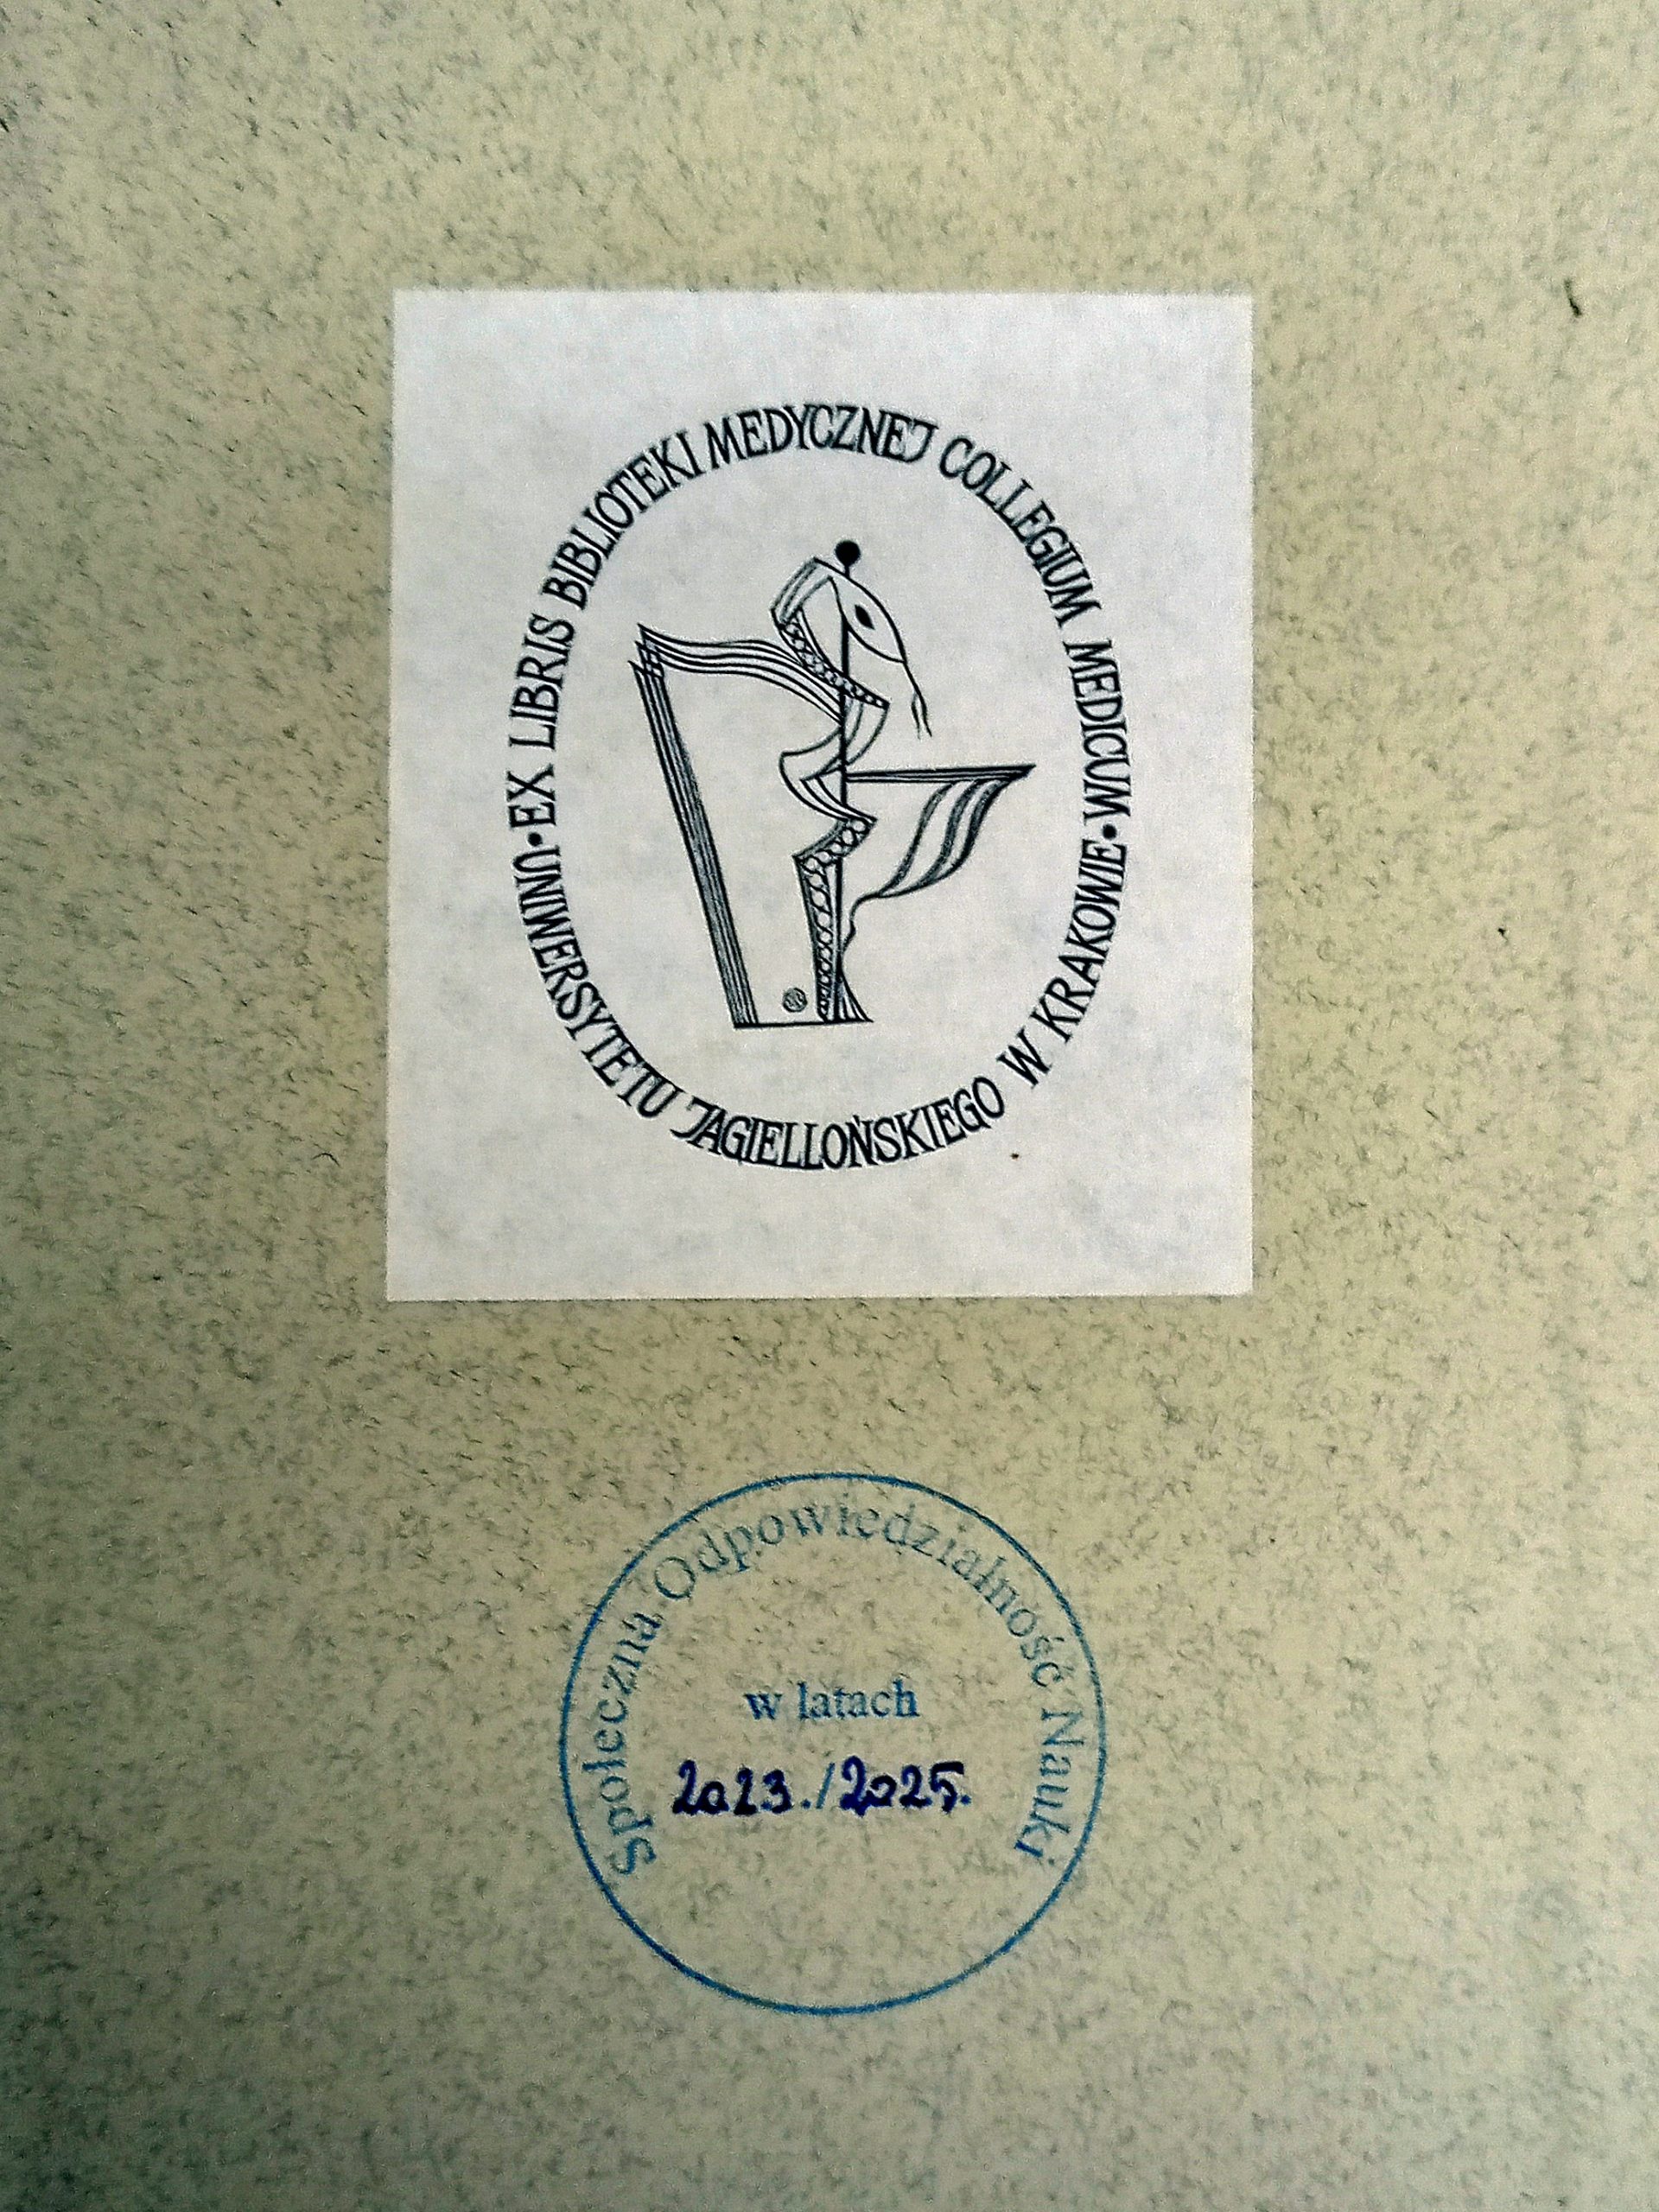 • EX LIBRIS BIBLIOTEKI MEDYCZNEJ COLLEGIUM MEDICUM •
UNIWERSYTETU JAGIELLOŃSKIEGO W KRAKOWIE
Społeczna Odpowiedzialność Nauki
w latach
2023./2025.